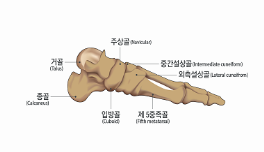 주상골(Navicular)
거골
(Talus)
중간설상골(Intermediate cuneiform)
외측설상골(Lateral cuneiform)
종골
(Calcaneus)
입방골
(Cuboid)
제 5중족골
(Fifth metatarsal)